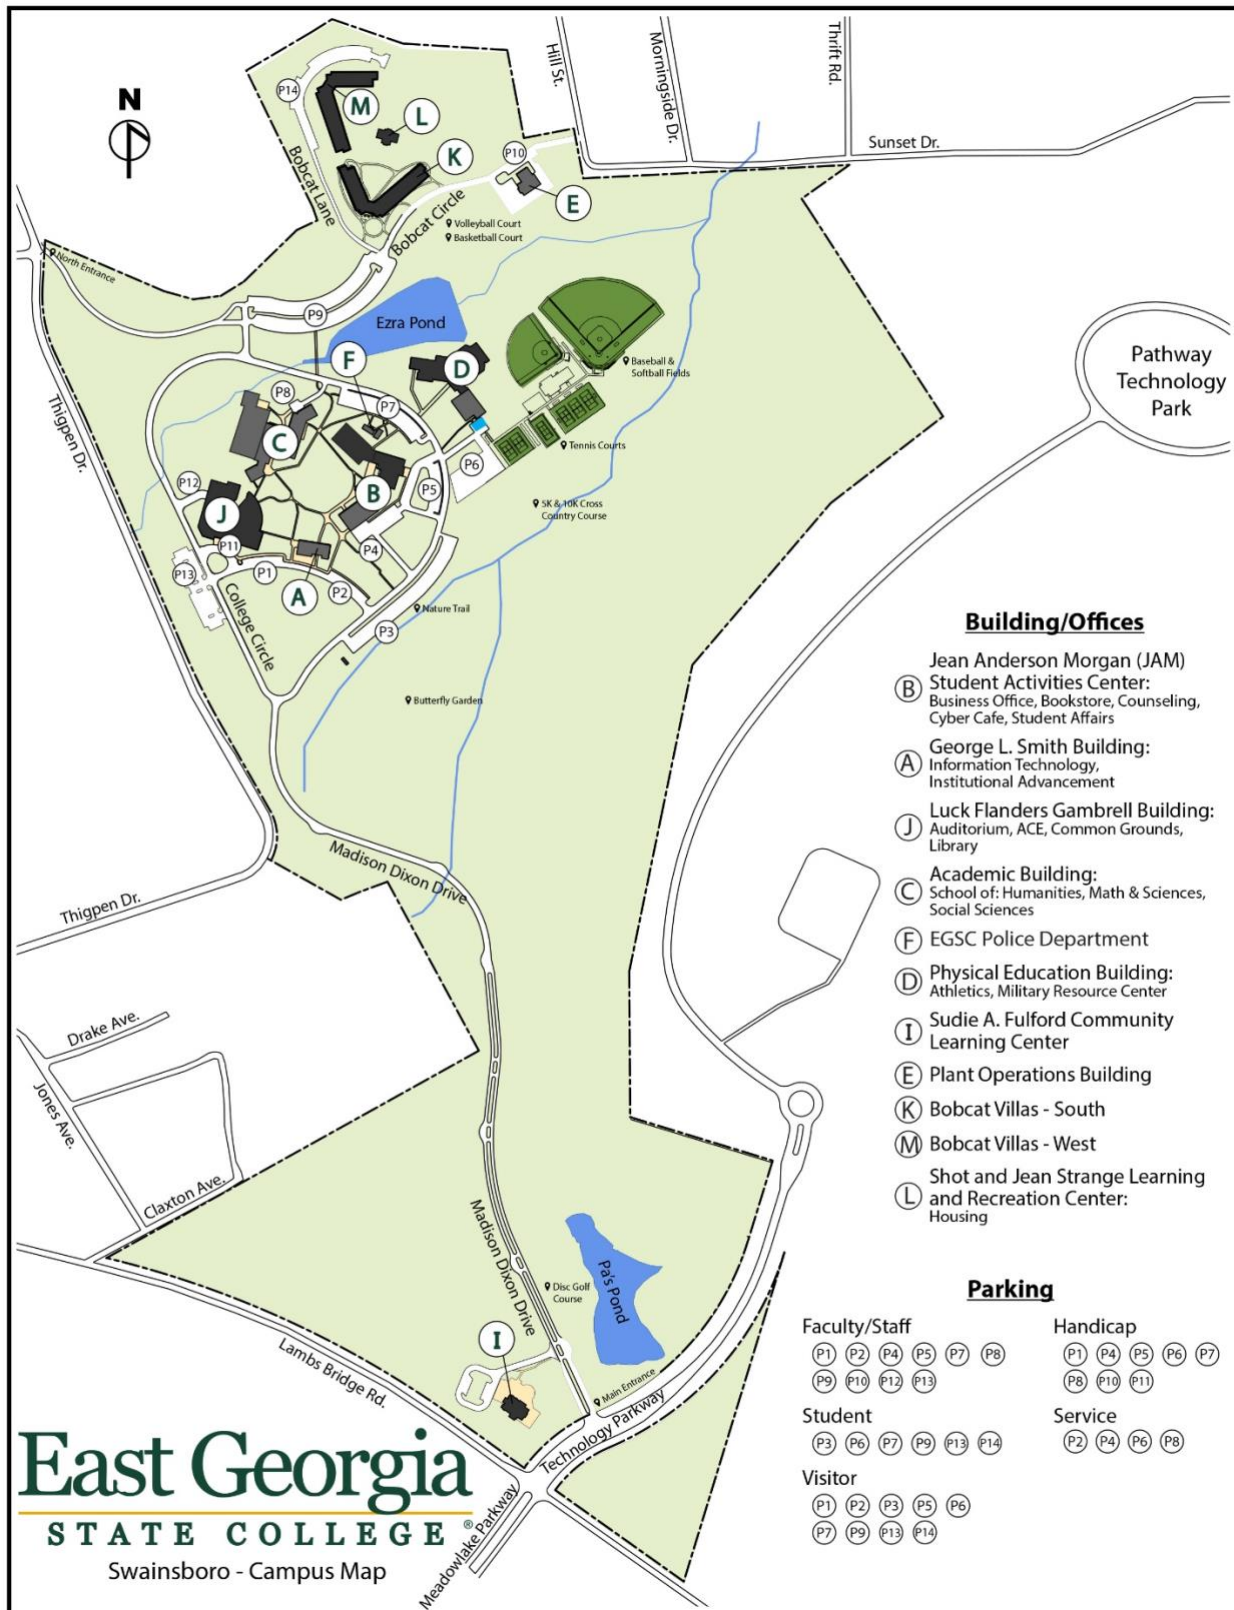 N
Hill St.
Morningside Dr.
Thrift Rd.
Sunset Dr.
P14
M
L
K
P10
E
Bobcat Lane
Bobcat Circle
Volleyball Court
Basketball Court
North Entrance
P9
Ezra Pond
F
D
Baseball &
Softball Fields
Pathway
Technology
Park
P8
P7
C
Thigpen Dr.
Tennis Courts
P6
P12
B
P5
J
5K & 10K Cross
Country Course
P11
P4
P13
P1
A
P2
College Circle
Nature Trail
P3
Butterfly Garden
Madison Dixon Drive
Thigpen Dr.
Drake Ave.
Jones Ave.
Claxton Ave.
Madison Dixon Drive
Disc Golf
Course
Pa's Pond
I
Lambs Bridge Rd.
Main Entrance
Technology Parkway
Meadowlake Parkway
Building/Offices
Jean Anderson Morgan (JAM)
B Student Activities Center:
Business Office, Bookstore, Counseling,
Cyber Cafe, Student Affairs
George L. Smith Building:
A Information Technology,
Institutional Advancement
Luck Flanders Gambrell Building:
J Auditorium, ACE, Common Grounds,
Library
Academic Building:
C School of: Humanities, Math & Sciences,
Social Sciences
F EGSC Police Department
D Physical Education Building:
Athletics, Military Resource Center
I Sudie A. Fulford Community
Learning Center
E Plant Operations Building
K Bobcat Villas - South
M Bobcat Villas - West
Shot and Jean Strange Learning
L and Recreation Center:
Housing
Parking
Faculty/Staff
P1 P2 P4 P5 P7 P8
P9 P10 P12 P13
Handicap
P1 P4 P5 P6 P7
P8 P10 P11
Student
P3 P6 P7 P9 P13 P14
Service
P2 P4 P6 P8
Visitor
P1 P2 P3 P5 P6
P7 P9 P13 P14
East Georgia
STATE COLLEGE®
Swainsboro - Campus Map